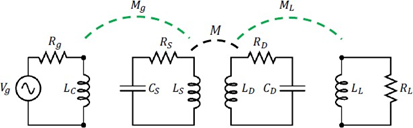 M_g
M
M_L
R_g
R_S
R_D
V_g
L_C
C_S
L_S
L_D
C_D
L_L
R_L